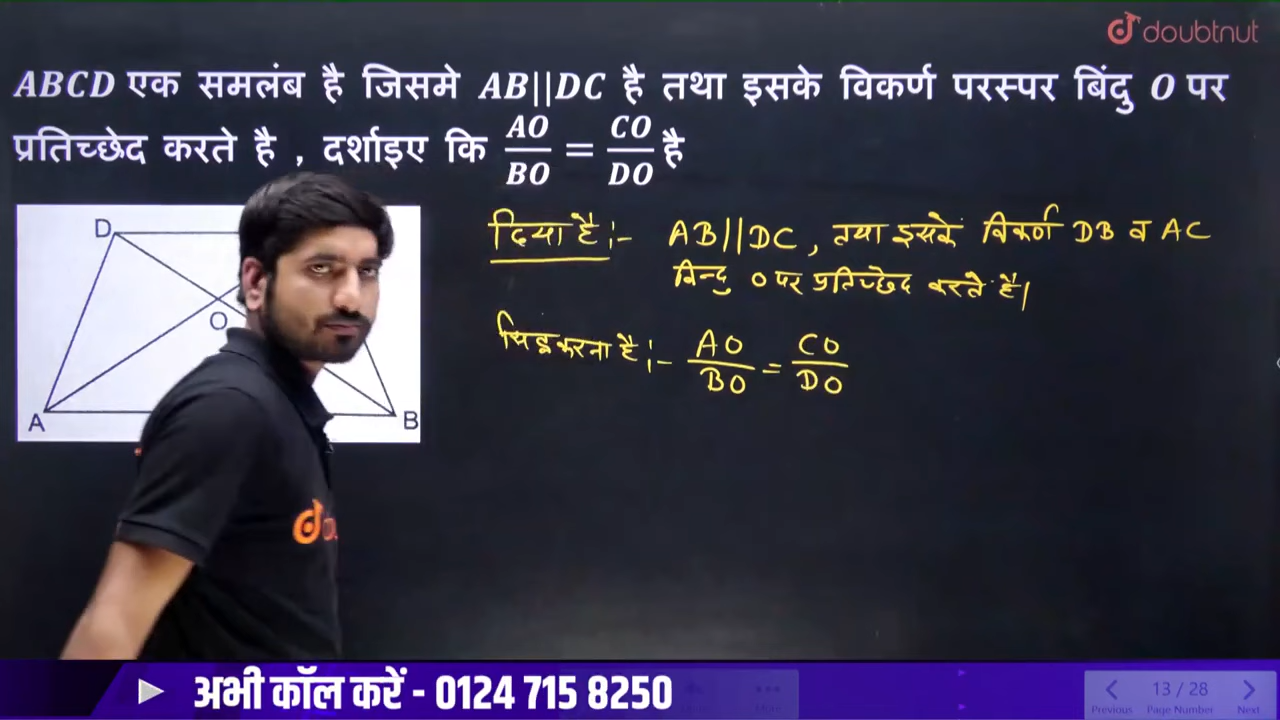 doubtnut
ABCD एक समलंब है जिसमे AB||DC है तथा इसके विकर्ण परस्पर बिंदु O पर
प्रतिच्छेद करते है , दर्शाइए कि AO/BO = CO/DO है
D
O
A
B
दिया है :- AB||DC, तथा इसके विकर्ण DB व AC
बिन्दु O पर प्रतिच्छेद करते है।
सिद्ध करना है :- AO/BO = CO/DO
अभी कॉल करें - 0124 715 8250
13 / 28
Previous Page Number Next